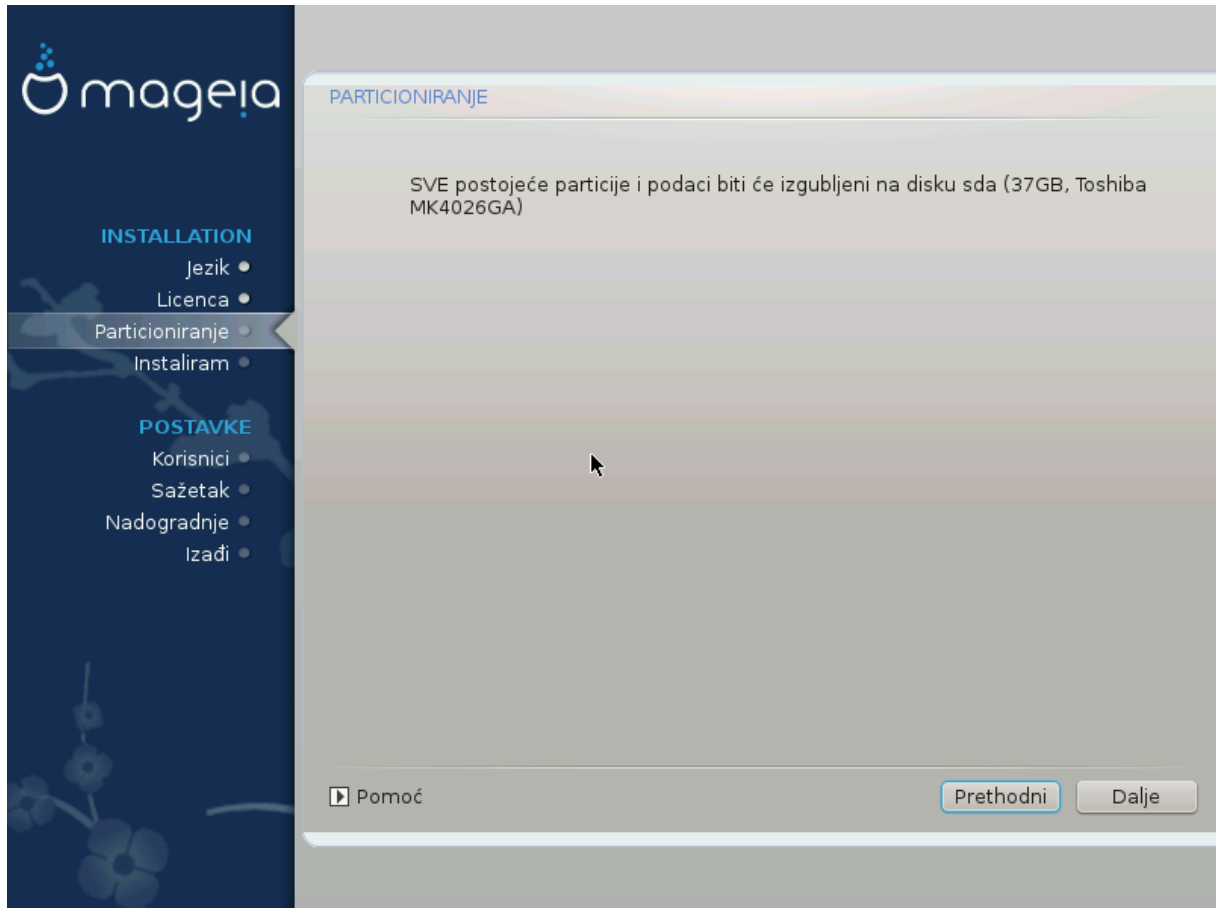 mageia
INSTALLATION
Jezik
Licenca
Particioniranje
Instaliram
POSTAVKE
Korisnici
Sažetak
Nadogradnje
Izađi
PARTICIONIRANJE
SVE postojeće particije i podaci biti će izgubljeni na disku sda (37GB, Toshiba
MK4026GA)
Pomoć
Prethodni
Dalje